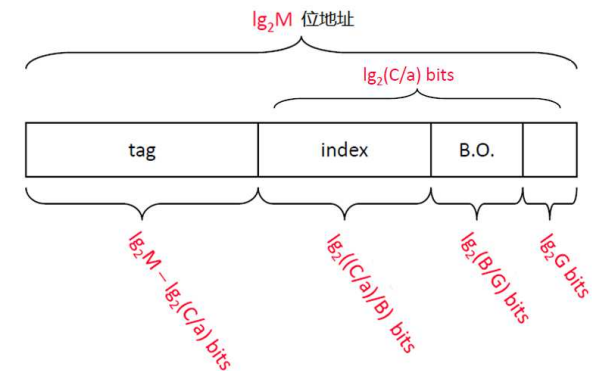 lg₂M 位地址
lg₂(C/a) bits
tag
index
B.O.
lg₂M – lg₂(C/a) bits
lg₂((C/a)/B) bits
lg₂(B/G) bits
lg₂G bits